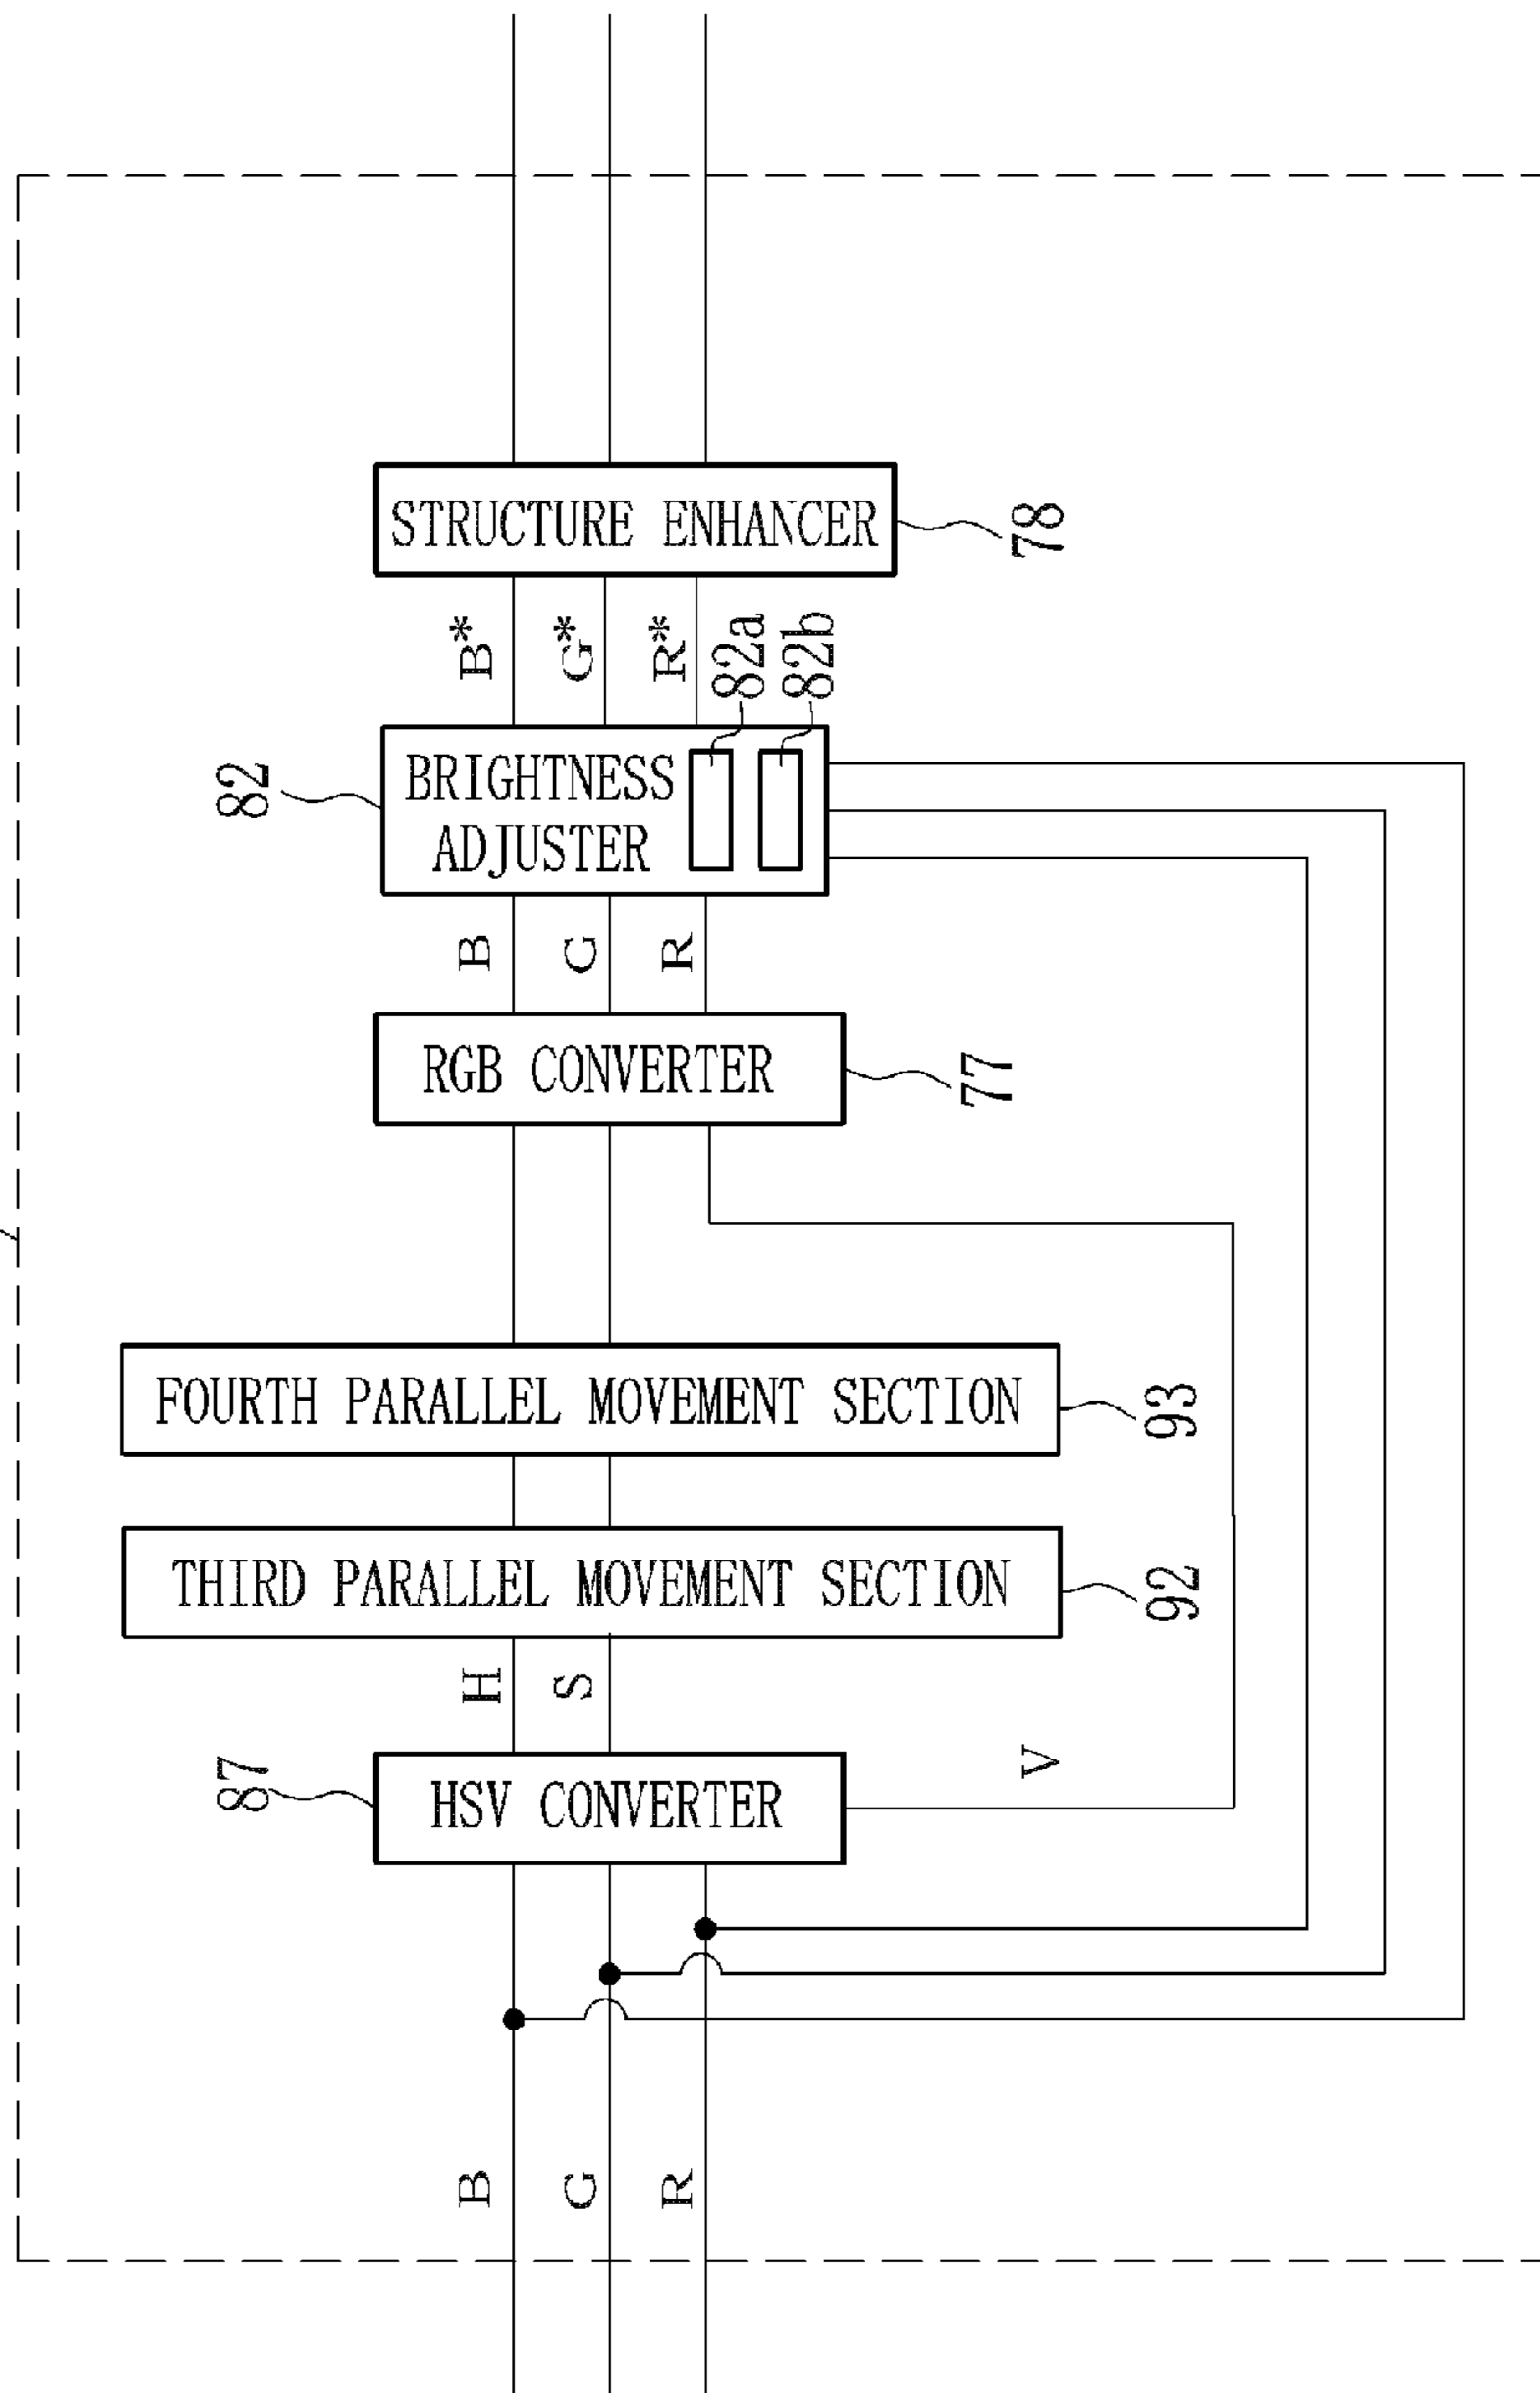 STRUCTURE ENHANCER
78
B*
G*
R*
82a
82b
82
BRIGHTNESS
ADJUSTER
B
G
R
RGB CONVERTER
77
FOURTH PARALLEL MOVEMENT SECTION
93
THIRD PARALLEL MOVEMENT SECTION
92
H
S
87
HSV CONVERTER
V
B
G
R